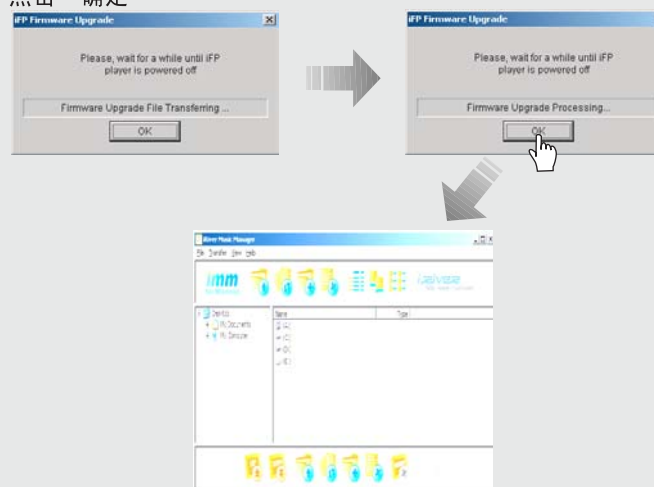 点击 确定
iFP Firmware Upgrade
Please, wait for a while until iFP
player is powered off
Firmware Upgrade File Transferring ...
OK
iFP Firmware Upgrade
Please, wait for a while until iFP
player is powered off
Firmware Upgrade Processing...
OK
iRiver Music Manager
File Transfer View Help
imm
Name Type